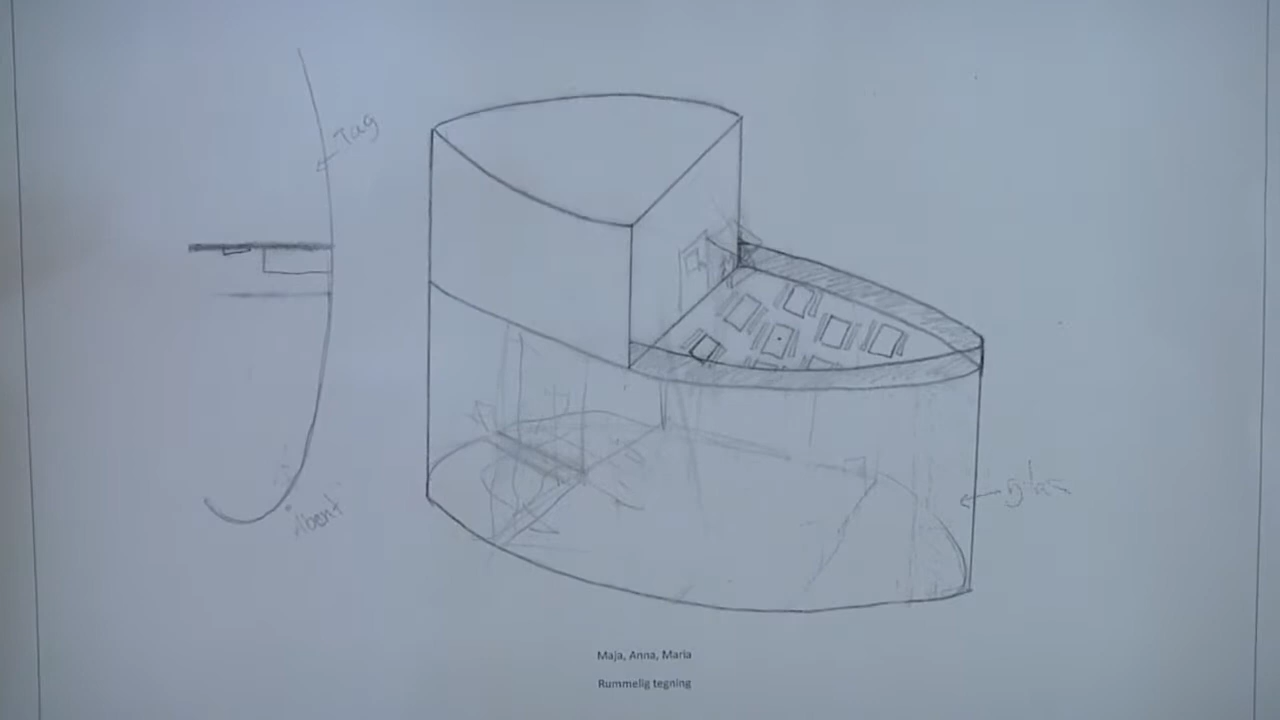 Tag
Åbent
glas
Maja, Anna, Maria
Rummelig tegning